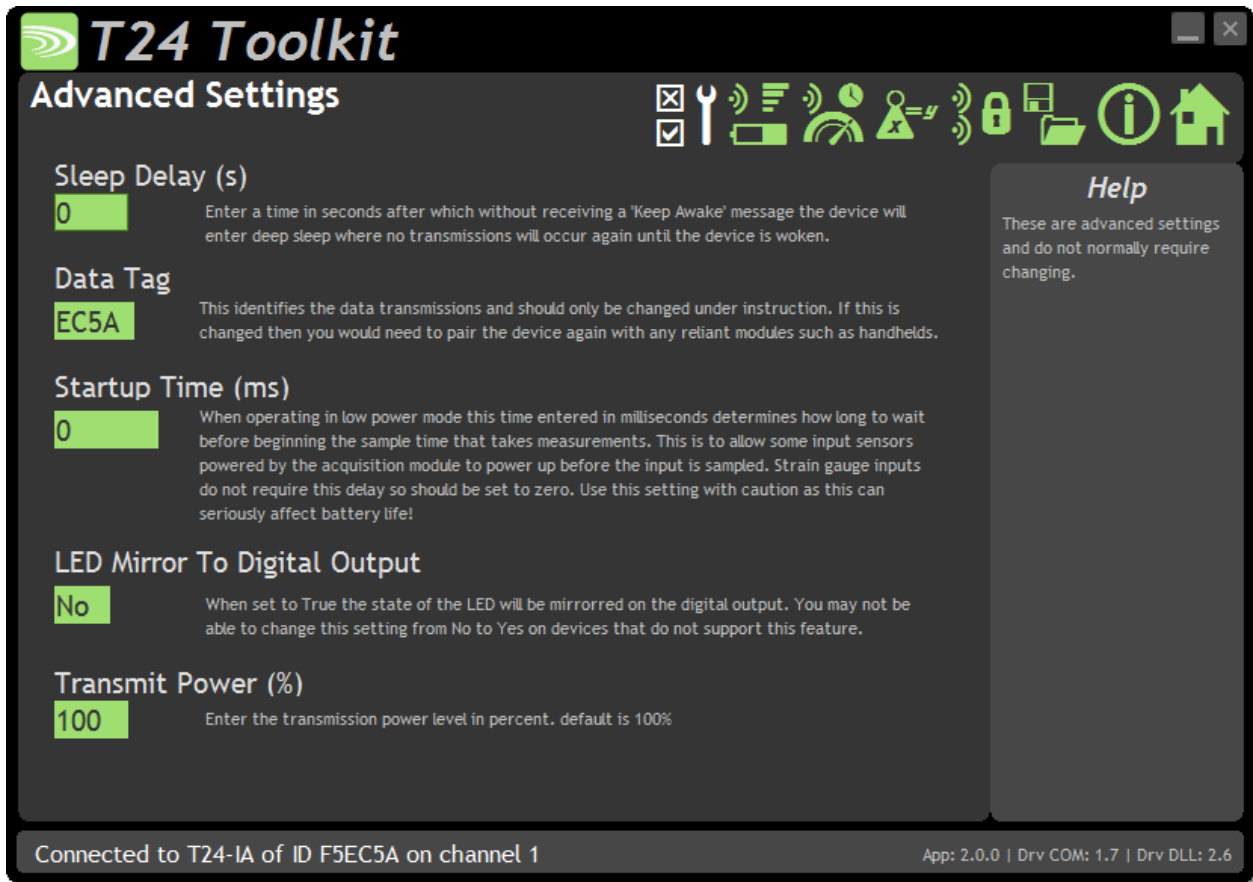 T24 Toolkit
Advanced Settings
x=y
Sleep Delay (s)
0
Enter a time in seconds after which without receiving a 'Keep Awake' message the device will
enter deep sleep where no transmissions will occur again until the device is woken.
Data Tag
EC5A
This identifies the data transmissions and should only be changed under instruction. If this is
changed then you would need to pair the device again with any reliant modules such as handhelds.
Startup Time (ms)
0
When operating in low power mode this time entered in milliseconds determines how long to wait
before beginning the sample time that takes measurements. This is to allow some input sensors
powered by the acquisition module to power up before the input is sampled. Strain gauge inputs
do not require this delay so should be set to zero. Use this setting with caution as this can
seriously affect battery life!
LED Mirror To Digital Output
No
When set to True the state of the LED will be mirrorred on the digital output. You may not be
able to change this setting from No to Yes on devices that do not support this feature.
Transmit Power (%)
100
Enter the transmission power level in percent. default is 100%
Help
These are advanced settings
and do not normally require
changing.
Connected to T24-IA of ID F5EC5A on channel 1
App: 2.0.0 | Drv COM: 1.7 | Drv DLL: 2.6